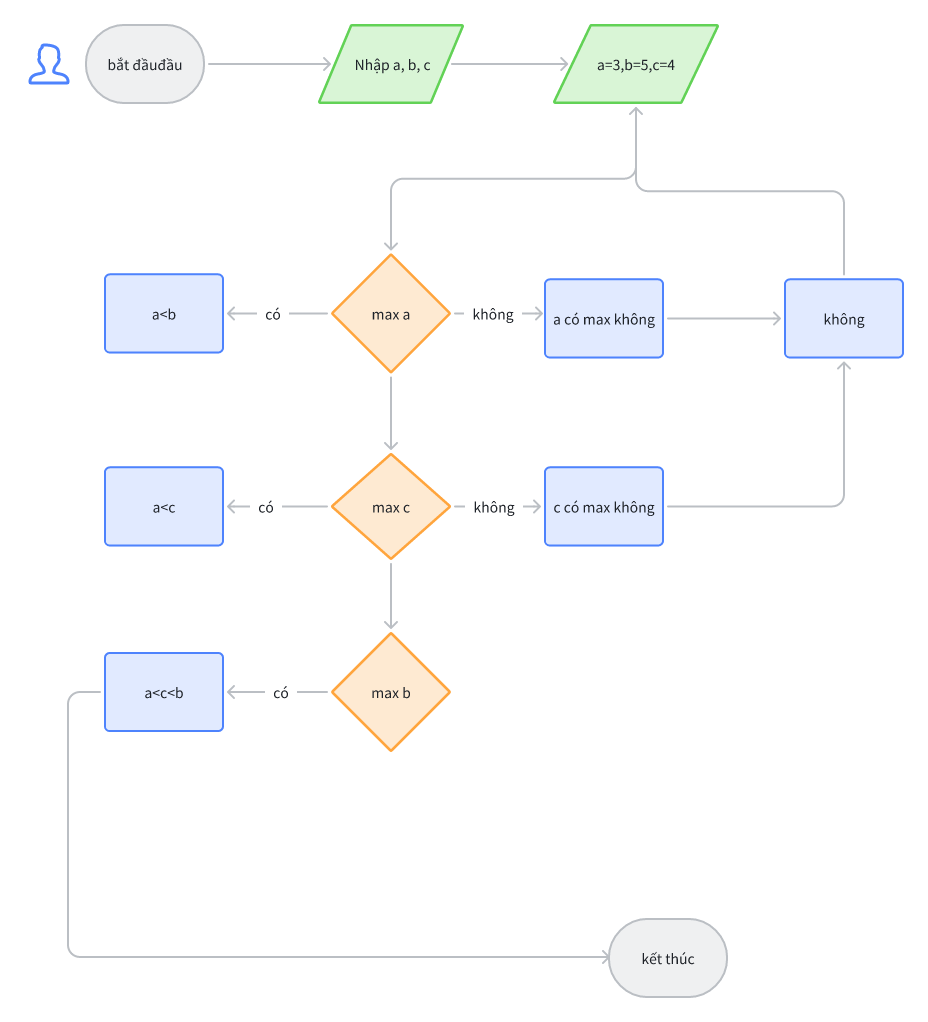 bắt đầuđầu
Nhập a, b, c
a=3,b=5,c=4
a<b
có
max a
không
a có max không
không
a<c
có
max c
không
c có max không
a<c<b
có
max b
kết thúc